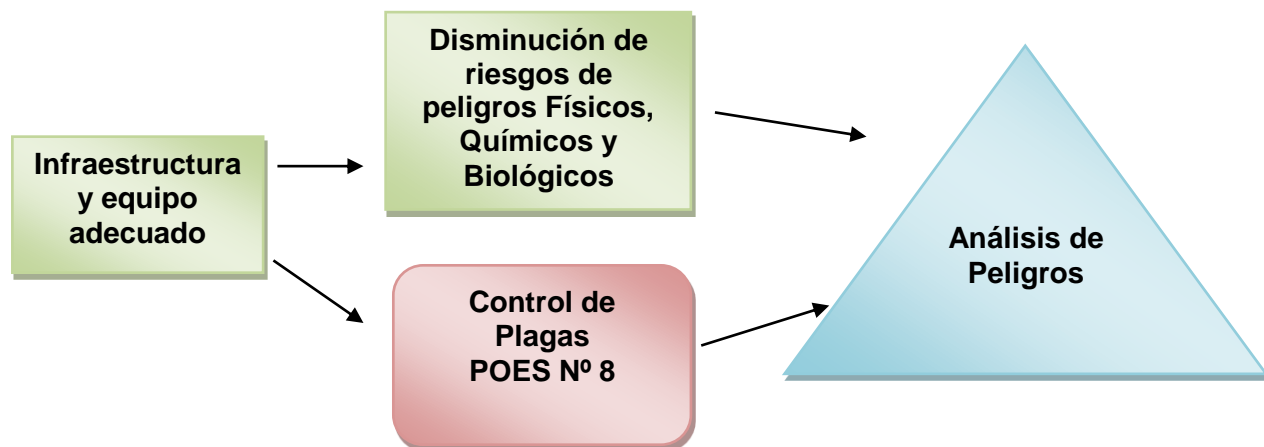 Infraestructura
y equipo
adecuado
Disminución de
riesgos de
peligros Físicos,
Químicos y
Biológicos
Control de
Plagas
POES Nº 8
Análisis de
Peligros